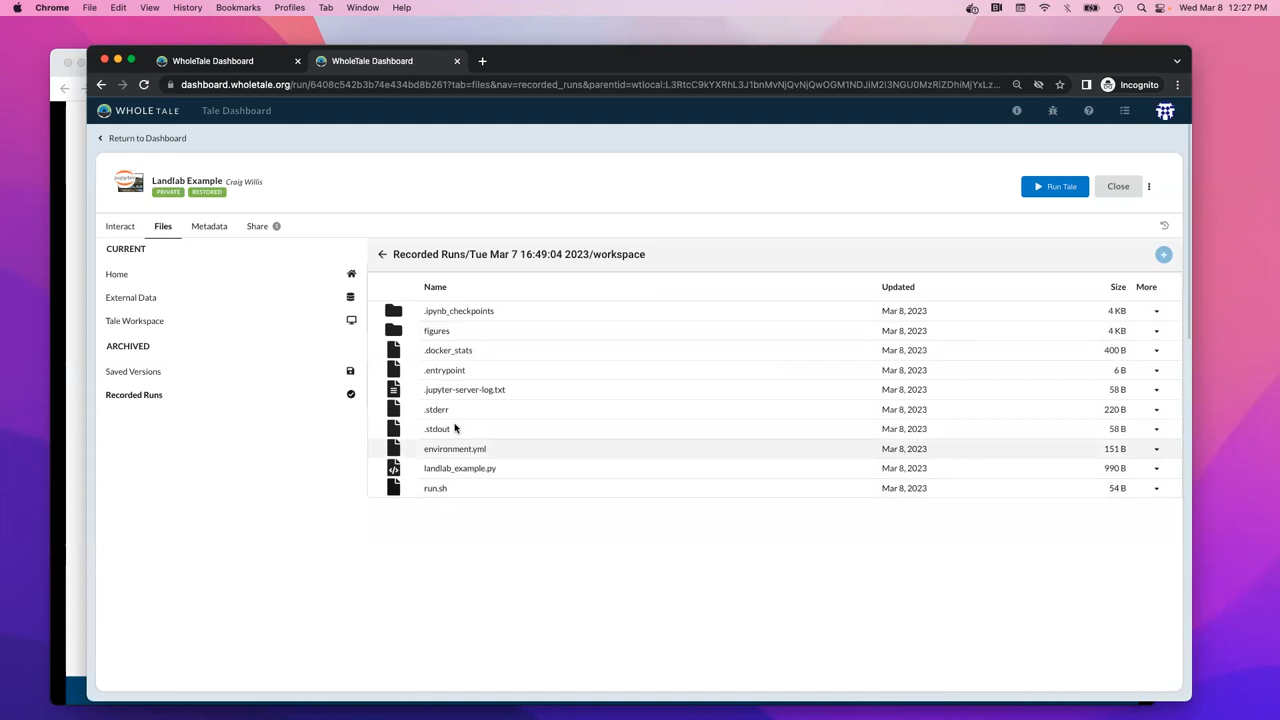 Chrome File Edit View History Bookmarks Profiles Tab Window Help Wed Mar 8 12:27 PM
WholeTale Dashboard WholeTale Dashboard
dashboard.wholetale.org/run/6408c542b3b74e434bd8b261?tab=files&nav=recorded_runs&parentid=wtlocal:L3RtcC9kYXRhL3J1bnMvNjQvNjQwOGM1NDJiM2I3NGU0MzRiZDhiMjYxLz... Incognito
WHOLE TALE Tale Dashboard
Return to Dashboard
Landlab Example Craig Willis
PRIVATE RESTORED
Run Tale Close
Interact Files Metadata Share
CURRENT
Recorded Runs/Tue Mar 7 16:49:04 2023/workspace
Home
External Data
Tale Workspace
ARCHIVED
Saved Versions
Recorded Runs
Name Updated Size More
.ipynb_checkpoints Mar 8, 2023 4 KB
figures Mar 8, 2023 4 KB
.docker_stats Mar 8, 2023 400 B
.entrypoint Mar 8, 2023 6 B
.jupyter-server-log.txt Mar 8, 2023 58 B
.stderr Mar 8, 2023 220 B
.stdout Mar 8, 2023 58 B
environment.yml Mar 8, 2023 151 B
landlab_example.py Mar 8, 2023 990 B
run.sh Mar 8, 2023 54 B